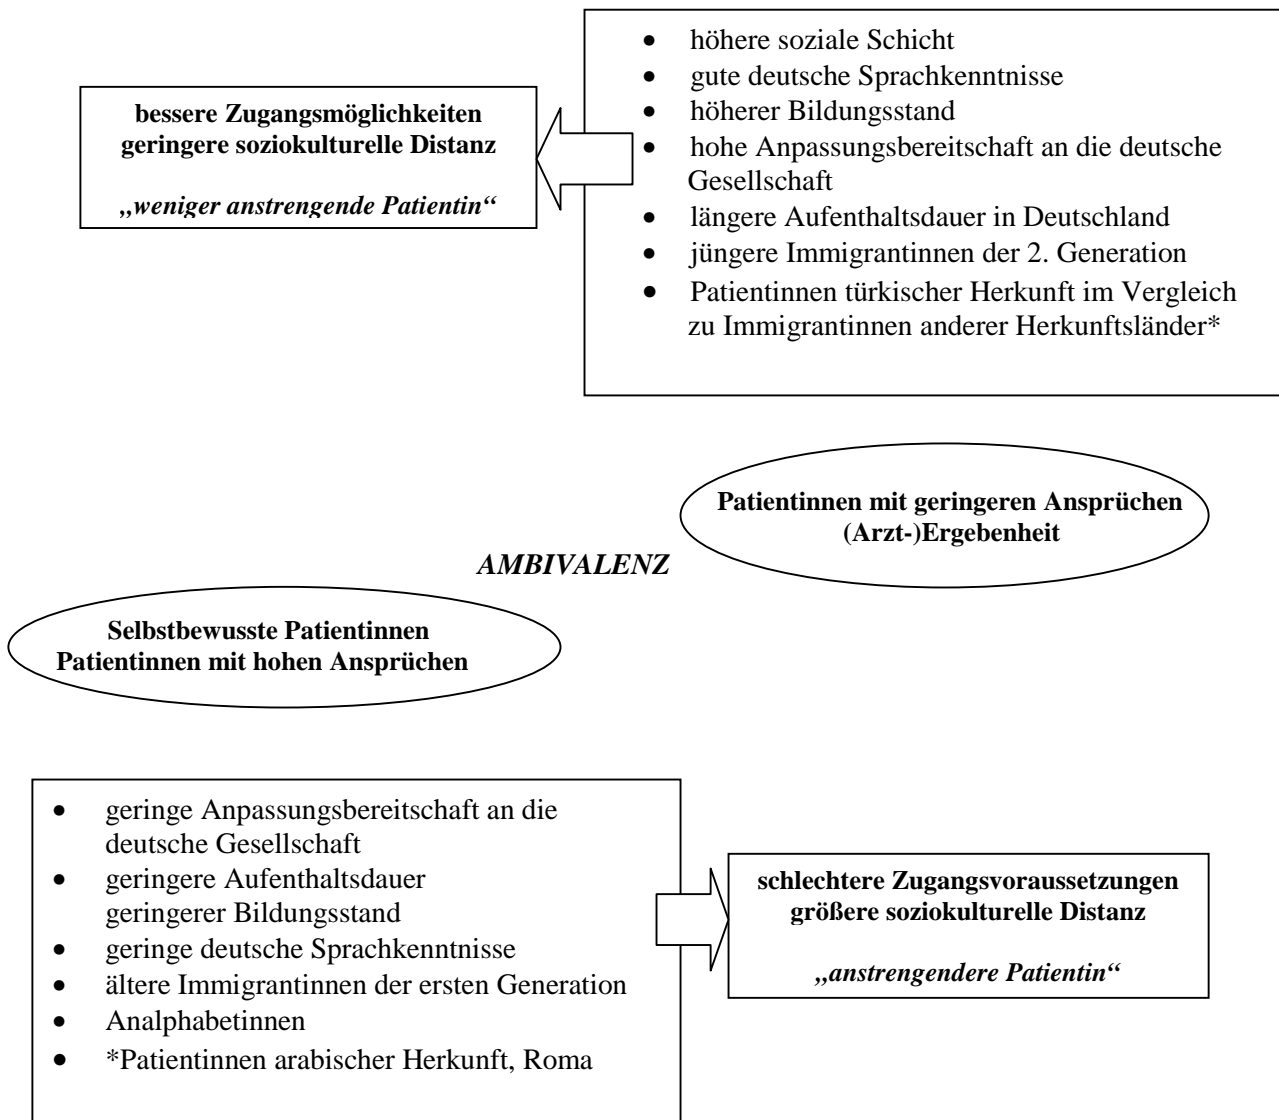 bessere Zugangsmöglichkeiten
geringere soziokulturelle Distanz
„weniger anstrengende Patientin“
• höhere soziale Schicht
• gute deutsche Sprachkenntnisse
• höherer Bildungsstand
• hohe Anpassungsbereitschaft an die deutsche
Gesellschaft
• längere Aufenthaltsdauer in Deutschland
• jüngere Immigrantinnen der 2. Generation
• Patientinnen türkischer Herkunft im Vergleich
zu Immigrantinnen anderer Herkunftsländer*
Patientinnen mit geringeren Ansprüchen
(Arzt-)Ergebenheit
AMBIVALENZ
Selbstbewusste Patientinnen
Patientinnen mit hohen Ansprüchen
• geringe Anpassungsbereitschaft an die
deutsche Gesellschaft
• geringere Aufenthaltsdauer
geringerer Bildungsstand
• geringe deutsche Sprachkenntnisse
• ältere Immigrantinnen der ersten Generation
• Analphabetinnen
• *Patientinnen arabischer Herkunft, Roma
schlechtere Zugangsvoraussetzungen
größere soziokulturelle Distanz
„anstrengendere Patientin“